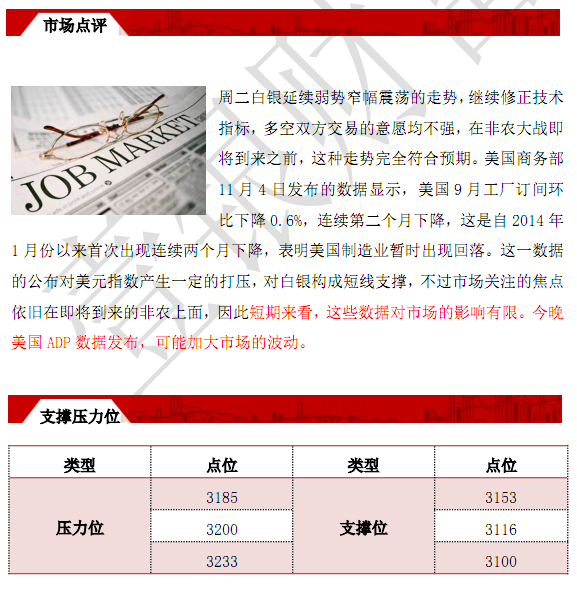 市场点评
JOB MARKET
周二白银延续弱势窄幅震荡的走势，继续修正技术
指标，多空双方交易的意愿均不强，在非农大战即
将到来之前，这种走势完全符合预期。美国商务部
11月4日发布的数据显示，美国9月工厂订间环
比下降0.6%，连续第二个月下降，这是自2014年
1月份以来首次出现连续两个月下降，表明美国制造业暂时出现回落。这一数据
的公布对美元指数产生一定的打压，对白银构成短线支撑，不过市场关注的焦点
依旧在即将到来的非农上面，因此短期来看，这些数据对市场的影响有限。今晚
美国ADP数据发布，可能加大市场的波动。
支撑压力位
类型 点位 类型 点位
3185 3153
压力位 3200 支撑位 3116
3233 3100